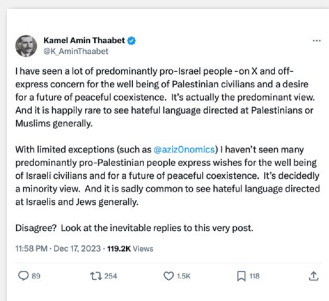 Kamel Amin Thaabet
@K_AminThaabet
I have seen a lot of predominantly pro-Israel people -on X and off-
express concern for the well being of Palestinian civilians and a desire
for a future of peaceful coexistence. It's actually the predominant view.
And it is happily rare to see hateful language directed at Palestinians or
Muslims generally.
With limited exceptions (such as @aziz0nomics) I haven't seen many
predominantly pro-Palestinian people express wishes for the well being
of Israeli civilians and for a future of peaceful coexistence. It's decidedly
a minority view. And it is sadly common to see hateful language directed
at Israelis and Jews generally.
Disagree? Look at the inevitable replies to this very post.
11:58 PM · Dec 17, 2023 · 119.2K Views
89 254 1.5K 118